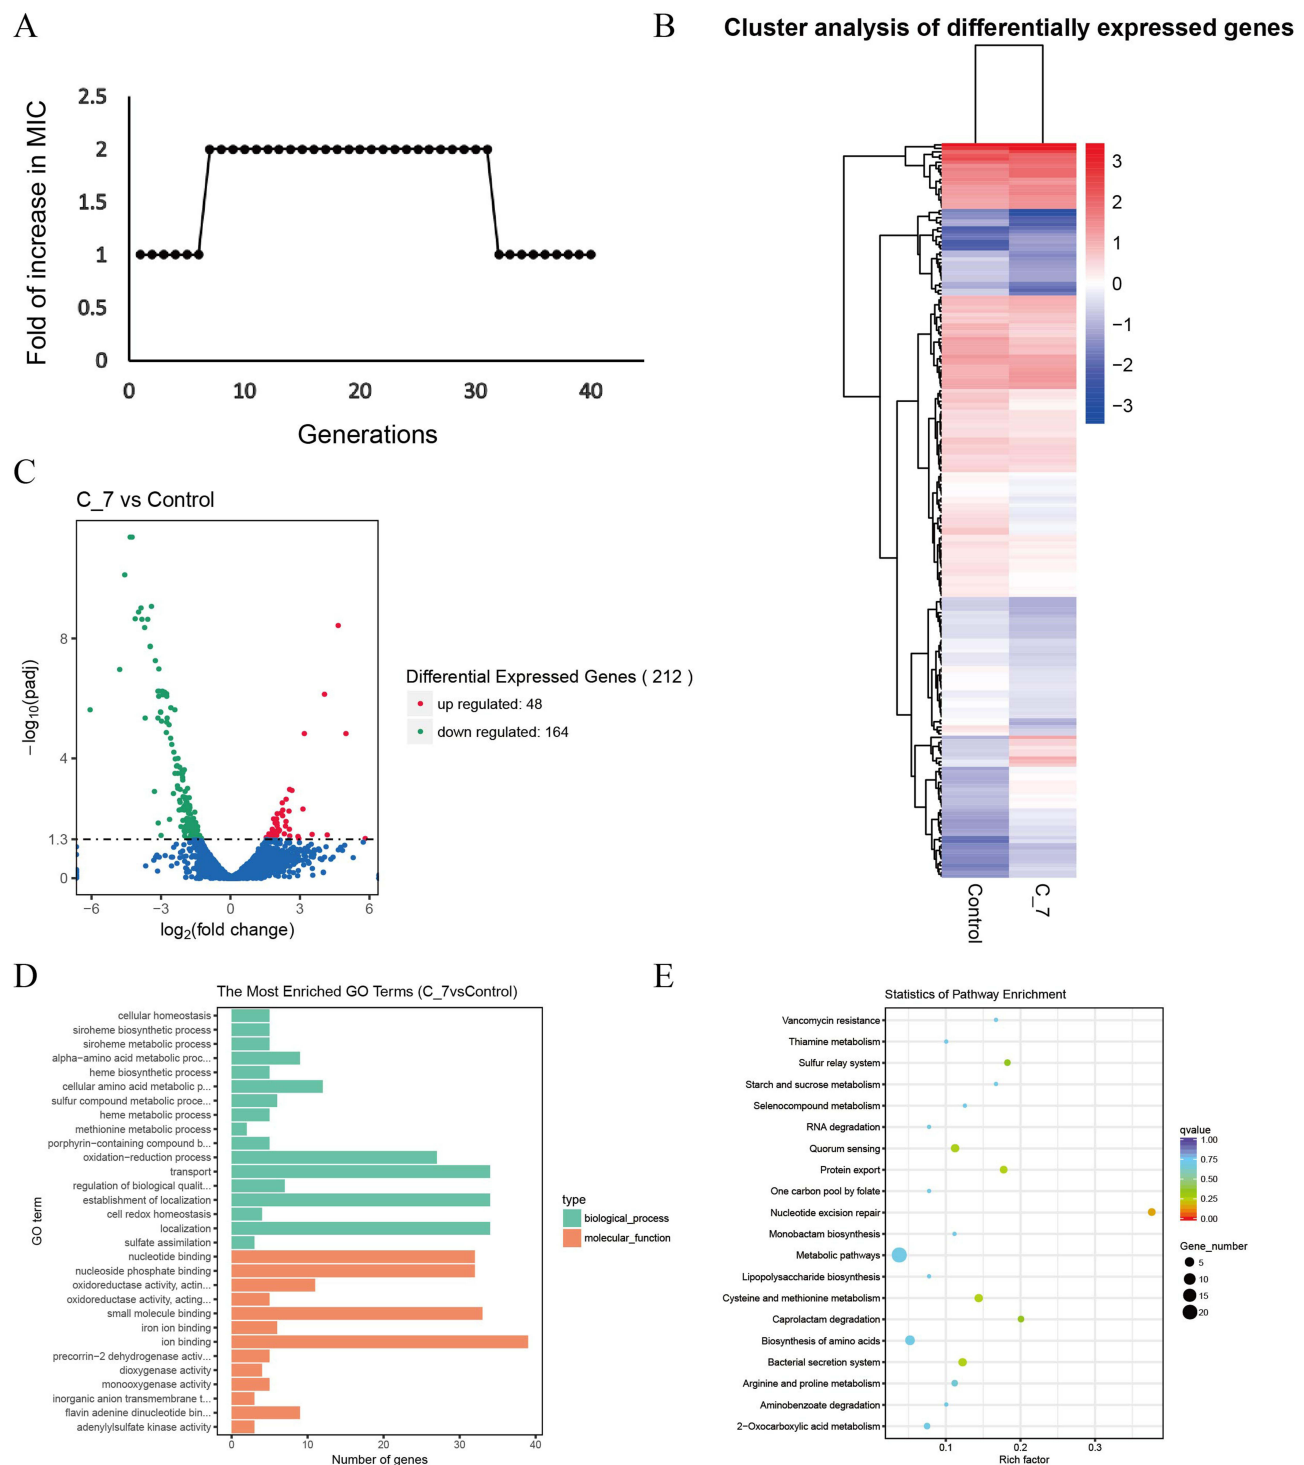 A
Fold of increase in MIC
2.5
2
1.5
1
0.5
0
0 10 20 30 40
Generations
B
Cluster analysis of differentially expressed genes
3
2
1
0
−1
−2
−3
Control
C_7
C
C_7 vs Control
−log10(padj)
8
4
1.3
0
−6 −3 0 3 6
log2(fold change)
Differential Expressed Genes ( 212 )
up regulated: 48
down regulated: 164
D
The Most Enriched GO Terms (C_7vsControl)
GO term
cellular homeostasis
siroheme biosynthetic process
siroheme metabolic process
alpha−amino acid metabolic proc...
heme biosynthetic process
cellular amino acid metabolic p...
sulfur compound metabolic proce...
heme metabolic process
methionine metabolic process
porphyrin−containing compound b...
oxidation−reduction process
transport
regulation of biological qualit...
establishment of localization
cell redox homeostasis
localization
sulfate assimilation
nucleotide binding
nucleoside phosphate binding
oxidoreductase activity, actin...
oxidoreductase activity, acting...
small molecule binding
iron ion binding
ion binding
precorrin−2 dehydrogenase activ...
dioxygenase activity
monooxygenase activity
inorganic anion transmembrane t...
flavin adenine dinucleotide bin...
adenylylsulfate kinase activity
0 10 20 30 40
Number of genes
type
biological_process
molecular_function
E
Statistics of Pathway Enrichment
Vancomycin resistance
Thiamine metabolism
Sulfur relay system
Starch and sucrose metabolism
Selenocompound metabolism
RNA degradation
Quorum sensing
Protein export
One carbon pool by folate
Nucleotide excision repair
Monobactam biosynthesis
Metabolic pathways
Lipopolysaccharide biosynthesis
Cysteine and methionine metabolism
Caprolactam degradation
Biosynthesis of amino acids
Bacterial secretion system
Arginine and proline metabolism
Aminobenzoate degradation
2−Oxocarboxylic acid metabolism
0.1 0.2 0.3
Rich factor
qvalue
1.00
0.75
0.50
0.25
0.00
Gene_number
5
10
15
20